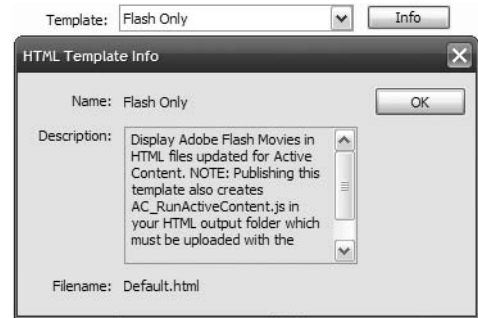 Template: Flash Only Info
HTML Template Info
Name: Flash Only OK
Description: Display Adobe Flash Movies in
HTML files updated for Active
Content. NOTE: Publishing this
template also creates
AC_RunActiveContent.js in
your HTML output folder which
must be uploaded with the
Filename: Default.html